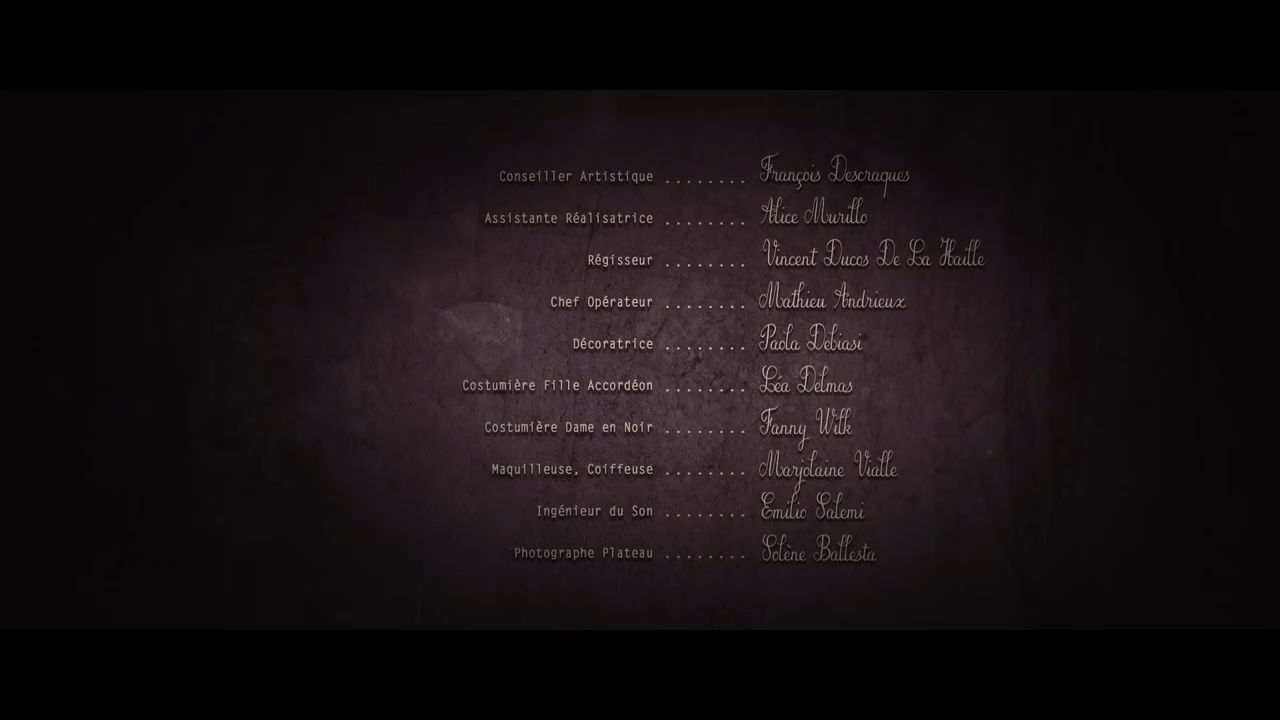 Conseiller Artistique ........ François Descraques
Assistante Réalisatrice ........ Alice Murillo
Régisseur ........ Vincent Ducos De La Haille
Chef Opérateur ........ Mathieu Andrieux
Décoratrice ........ Paola Débiasi
Costumière Fille Accordéon ........ Léa Delmas
Costumière Dame en Noir ........ Fanny Wilk
Maquilleuse, Coiffeuse ........ Marjolaine Vialle
Ingénieur du Son ........ Emilio Salemi
Photographe Plateau ........ Solène Ballesta